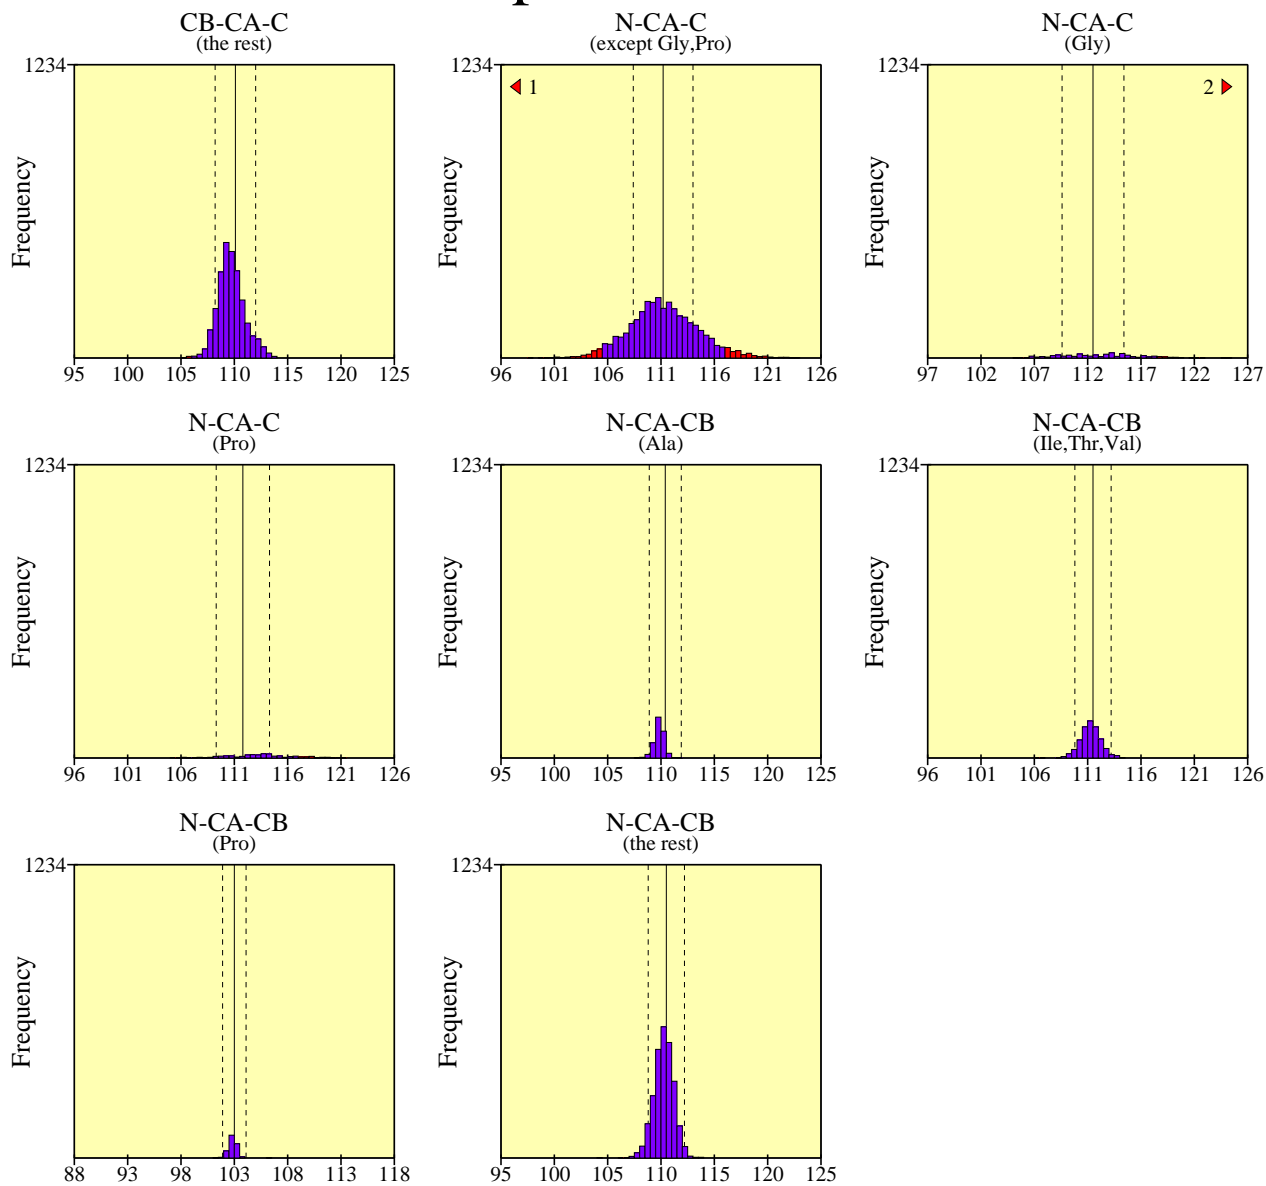 CB-CA-C
(the rest)
1234
Frequency
95 100 105 110 115 120 125
N-CA-C
(except Gly,Pro)
1234
1
Frequency
96 101 106 111 116 121 126
N-CA-C
(Gly)
1234
2
Frequency
97 102 107 112 117 122 127
N-CA-C
(Pro)
1234
Frequency
96 101 106 111 116 121 126
N-CA-CB
(Ala)
1234
Frequency
95 100 105 110 115 120 125
N-CA-CB
(Ile,Thr,Val)
1234
Frequency
96 101 106 111 116 121 126
N-CA-CB
(Pro)
1234
Frequency
88 93 98 103 108 113 118
N-CA-CB
(the rest)
1234
Frequency
95 100 105 110 115 120 125